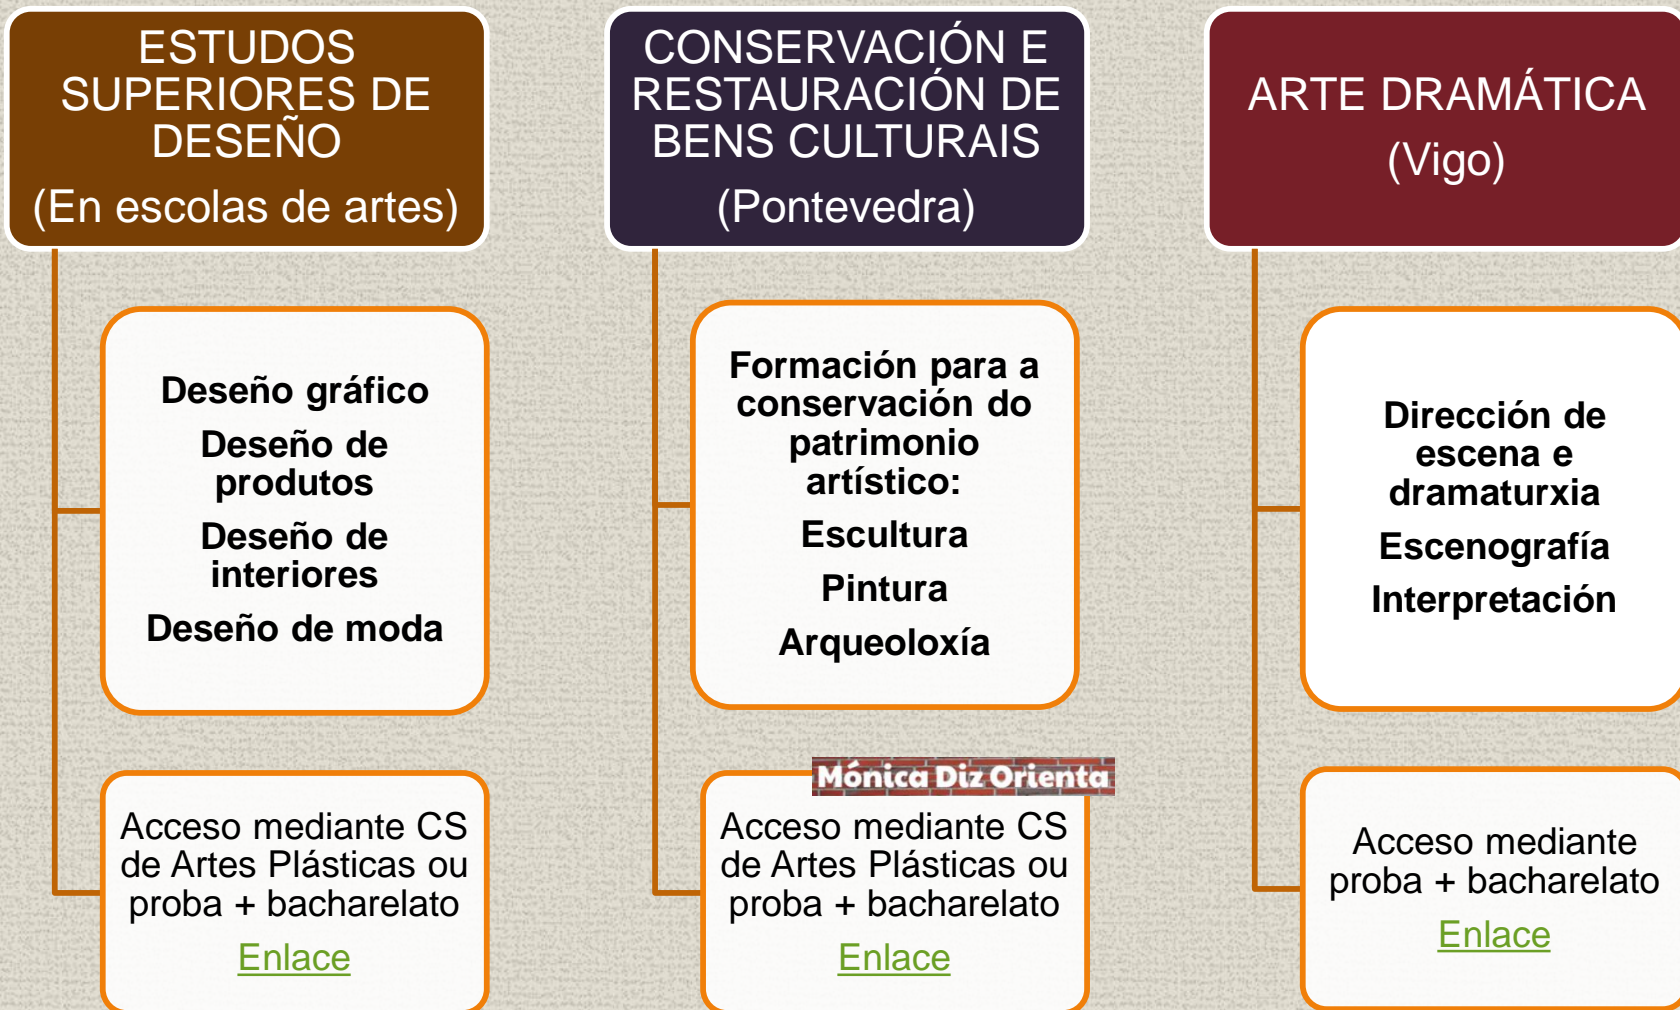 ESTUDOS
SUPERIORES DE
DESEÑO
(En escolas de artes)
Deseño gráfico
Deseño de
produtos
Deseño de
interiores
Deseño de moda
Acceso mediante CS
de Artes Plásticas ou
proba + bacharelato
Enlace
CONSERVACIÓN E
RESTAURACIÓN DE
BENS CULTURAIS
(Pontevedra)
Formación para a
conservación do
patrimonio
artístico:
Escultura
Pintura
Arqueoloxía
Mónica Diz Orienta
Acceso mediante CS
de Artes Plásticas ou
proba + bacharelato
Enlace
ARTE DRAMÁTICA
(Vigo)
Dirección de
escena e
dramaturxia
Escenografía
Interpretación
Acceso mediante
proba + bacharelato
Enlace